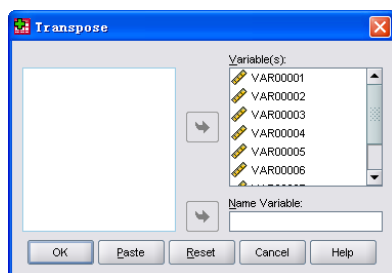 Transpose
Variable(s):
VAR00001
VAR00002
VAR00003
VAR00004
VAR00005
VAR00006
Name Variable:
OK Paste Reset Cancel Help